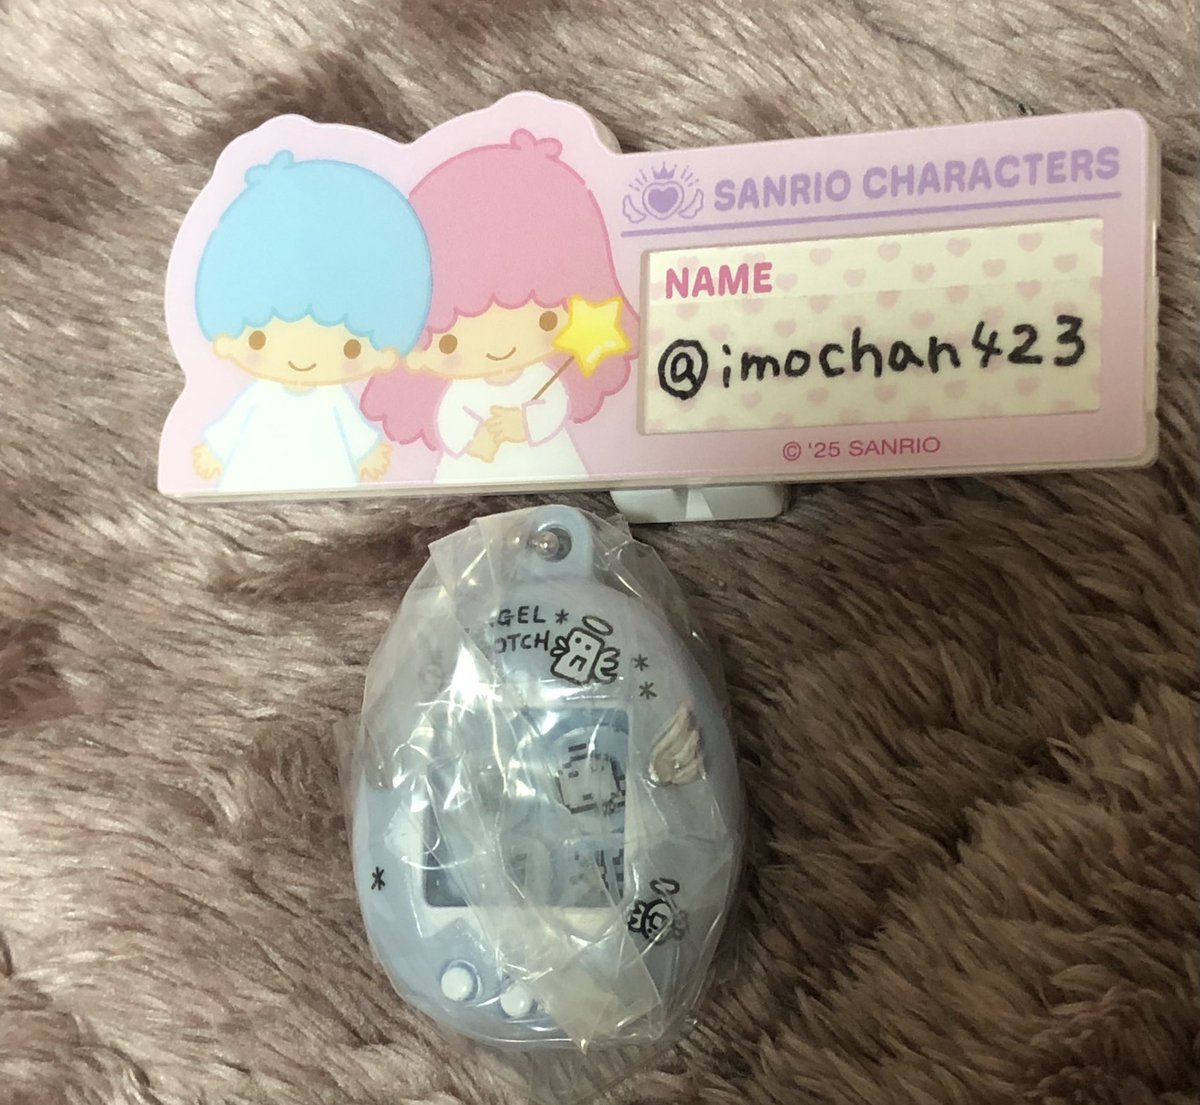 SANRIO CHARACTERS
NAME
@imochan423
© '25 SANRIO